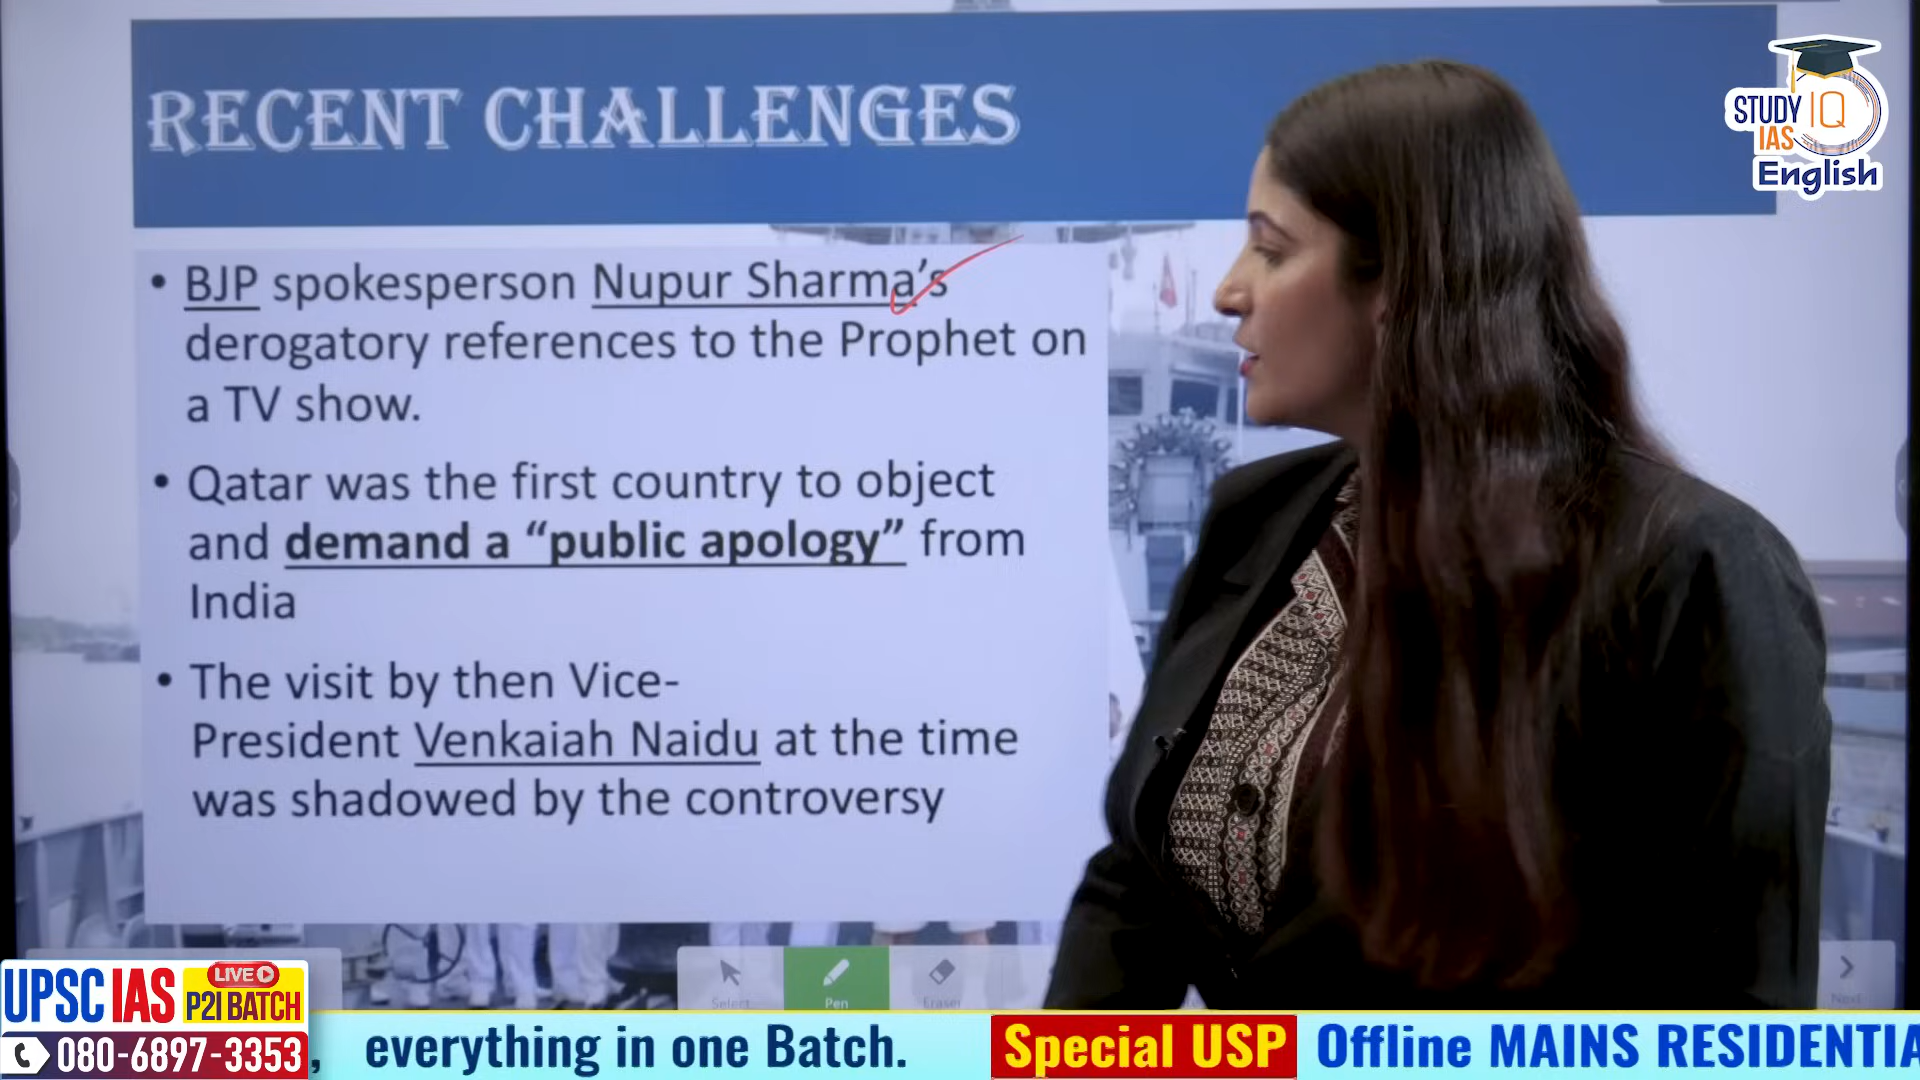 RECENT CHALLENGES
STUDY IQ
IAS
English
• BJP spokesperson Nupur Sharma's
derogatory references to the Prophet on
a TV show.
• Qatar was the first country to object
and demand a “public apology” from
India
• The visit by then Vice-
President Venkaiah Naidu at the time
was shadowed by the controversy
Select
Pen
Eraser
Next
UPSC IAS
LIVE
P2I BATCH
080-6897-3353
, everything in one Batch.
Special USP
Offline MAINS RESIDENTIA